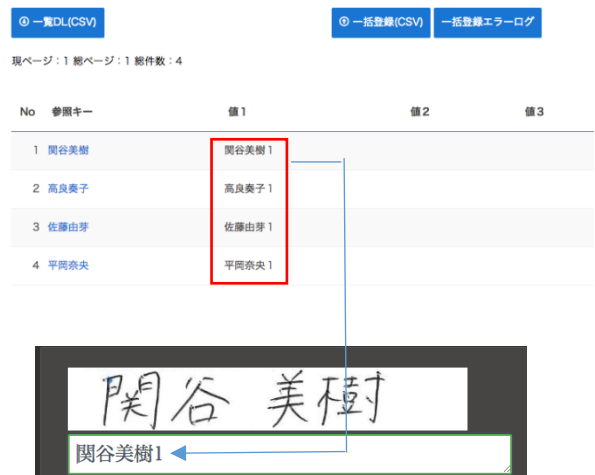 一覧DL(CSV) 一括登録(CSV) 一括登録エラーログ
現ページ：1 総ページ：1 総件数：4
No 参照キー 値1 値2 値3
1 関谷美樹 関谷美樹1
2 高良奏子 高良奏子1
3 佐藤由芽 佐藤由芽1
4 平岡奈央 平岡奈央1
関谷 美樹
関谷美樹1